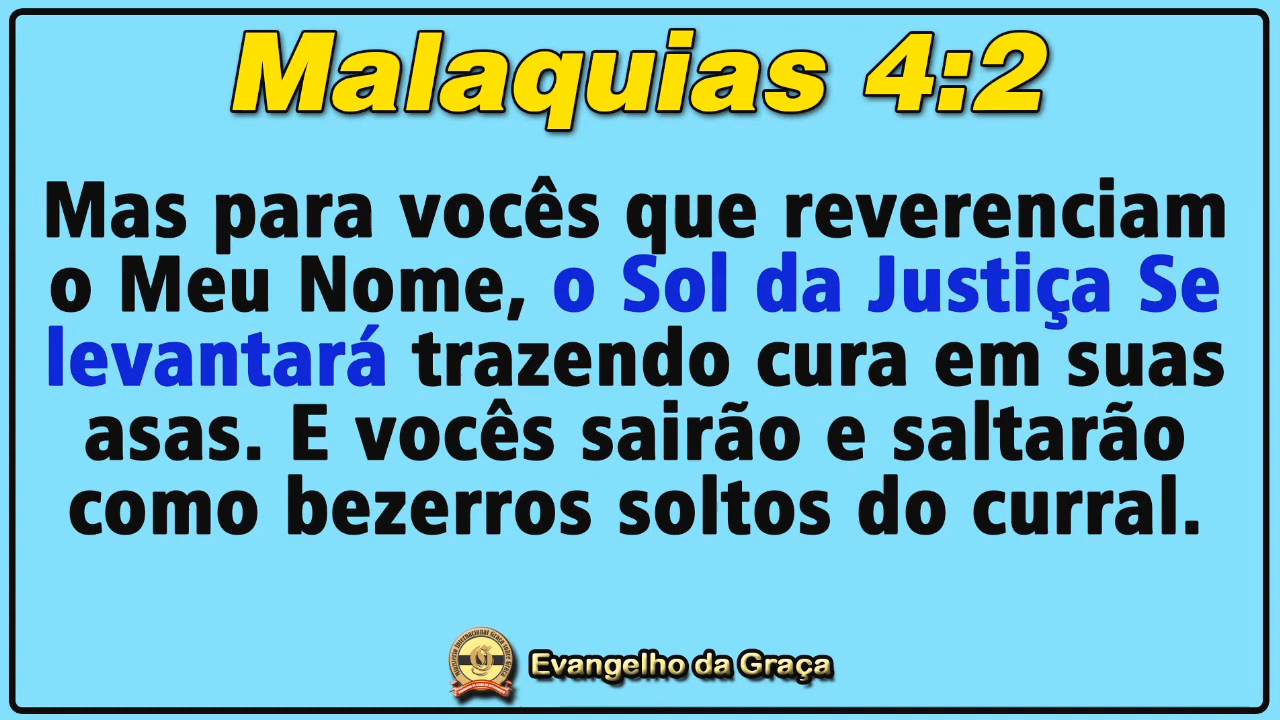 Malaquias 4:2
Mas para vocês que reverenciam
o Meu Nome, o Sol da Justiça Se
levantará trazendo cura em suas
asas. E vocês sairão e saltarão
como bezerros soltos do curral.
Evangelho da Graça